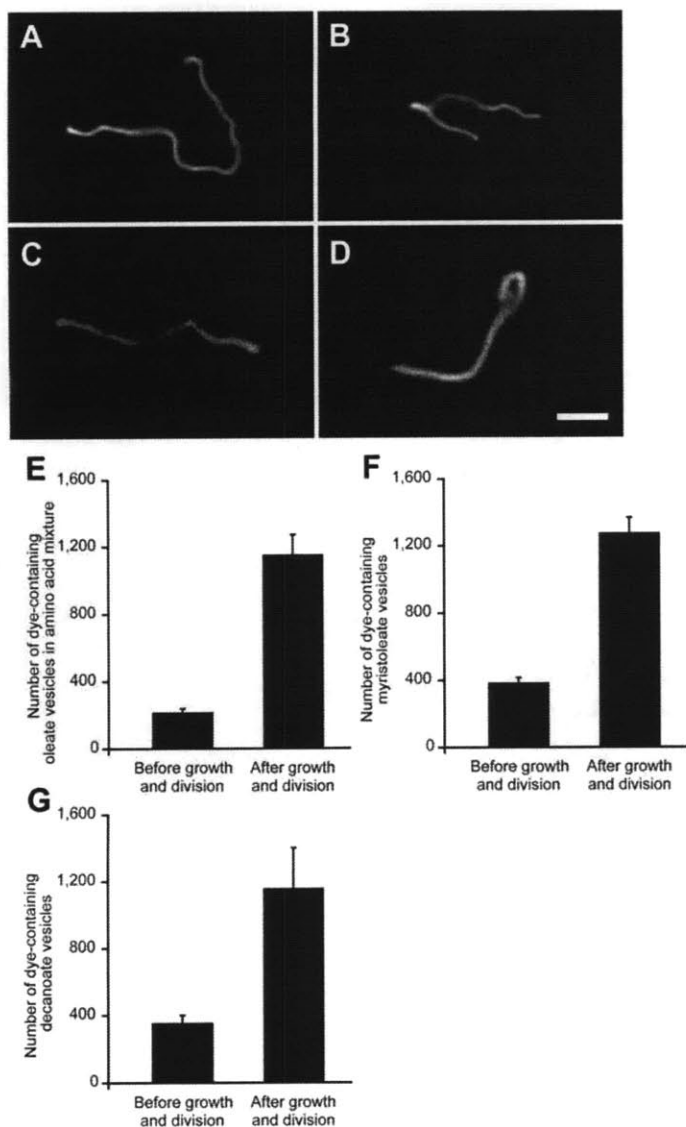 A
B
C
D
E
1,600
1,200
800
400
0
Number of dye-containing
oleate vesicles in amino acid mixture
Before growth
and division
After growth
and division
F
1,600
1,200
800
400
0
Number of dye-containing
myristoleate vesicles
Before growth
and division
After growth
and division
G
1,600
1,200
800
400
0
Number of dye-containing
decanoate vesicles
Before growth
and division
After growth
and division